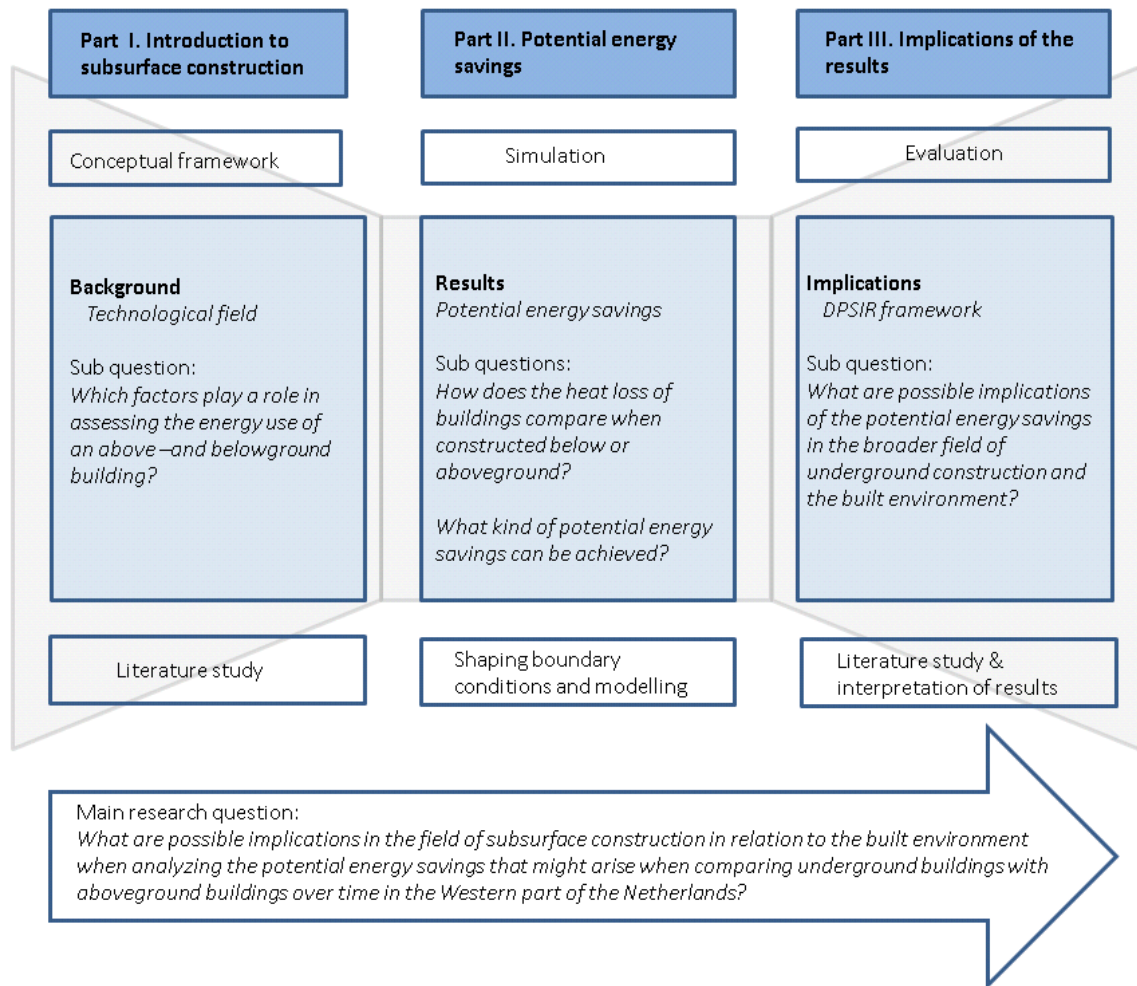 Part I. Introduction to
subsurface construction
Conceptual framework
Background
Technological field
Sub question:
Which factors play a role in
assessing the energy use of
an above –and belowground
building?
Literature study
Part II. Potential energy
savings
Simulation
Results
Potential energy savings
Sub questions:
How does the heat loss of
buildings compare when
constructed below or
aboveground?
What kind of potential energy
savings can be achieved?
Shaping boundary
conditions and modelling
Part III. Implications of the
results
Evaluation
Implications
DPSIR framework
Sub question:
What are possible implications
of the potential energy savings
in the broader field of
underground construction and
the built environment?
Literature study &
interpretation of results
Main research question:
What are possible implications in the field of subsurface construction in relation to the built environment
when analyzing the potential energy savings that might arise when comparing underground buildings with
aboveground buildings over time in the Western part of the Netherlands?